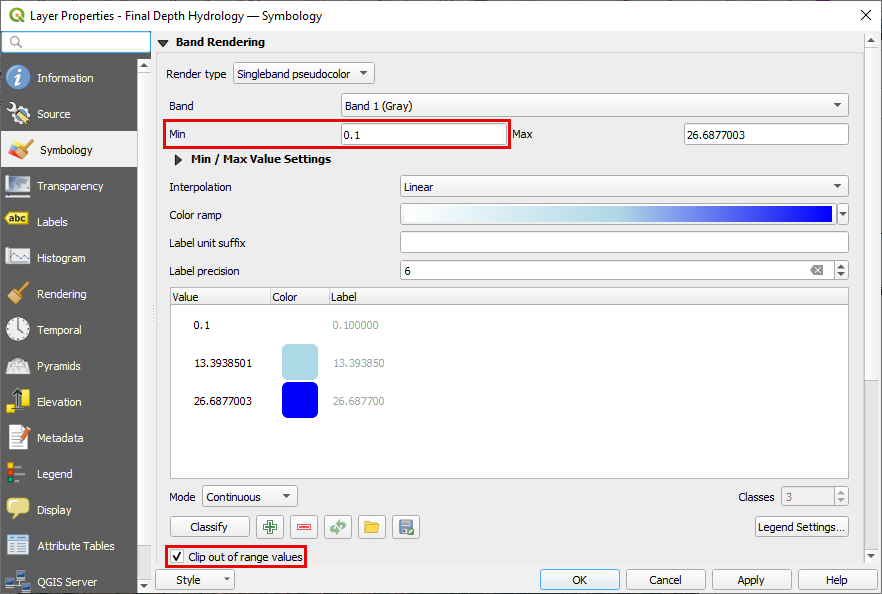 Layer Properties - Final Depth Hydrology — Symbology
Information
Source
Symbology
Transparency
abc Labels
Histogram
Rendering
Temporal
Pyramids
Elevation
Metadata
Legend
Display
Attribute Tables
QGIS Server
Band Rendering
Render type Singleband pseudocolor
Band Band 1 (Gray)
Min 0.1 Max 26.6877003
Min / Max Value Settings
Interpolation Linear
Color ramp
Label unit suffix
Label precision 6
Value Color Label
0.1 0.100000
13.3938501 13.393850
26.6877003 26.687700
Mode Continuous Classes 3
Classify Legend Settings...
Clip out of range values
Style OK Cancel Apply Help